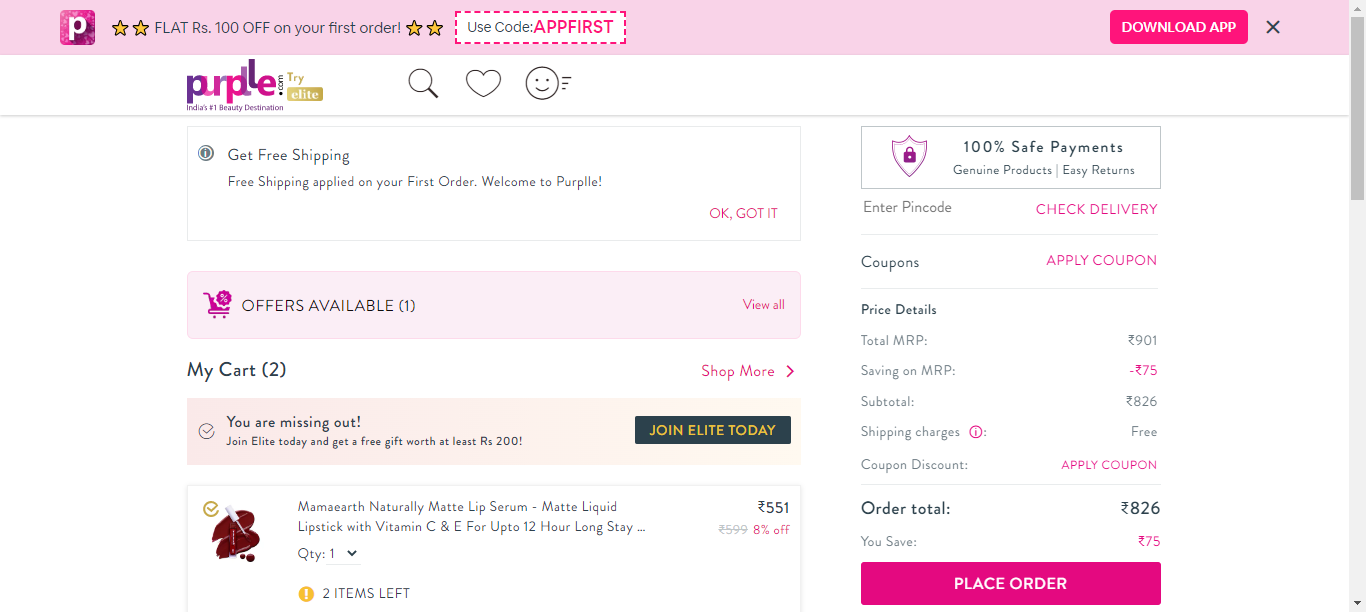 FLAT Rs. 100 OFF on your first order!
Use Code:APPFIRST
DOWNLOAD APP
purplle.com
Try
elite
India's #1 Beauty Destination
Get Free Shipping
Free Shipping applied on your First Order. Welcome to Purplle!
OK, GOT IT
OFFERS AVAILABLE (1)
View all
My Cart (2)
Shop More
You are missing out!
Join Elite today and get a free gift worth at least Rs 200!
JOIN ELITE TODAY
Mamaearth Naturally Matte Lip Serum - Matte Liquid
Lipstick with Vitamin C & E For Upto 12 Hour Long Stay ...
₹551
₹599 8% off
Qty: 1
2 ITEMS LEFT
100% Safe Payments
Genuine Products | Easy Returns
Enter Pincode
CHECK DELIVERY
Coupons
APPLY COUPON
Price Details
Total MRP: ₹901
Saving on MRP: -₹75
Subtotal: ₹826
Shipping charges : Free
Coupon Discount: APPLY COUPON
Order total: ₹826
You Save: ₹75
PLACE ORDER